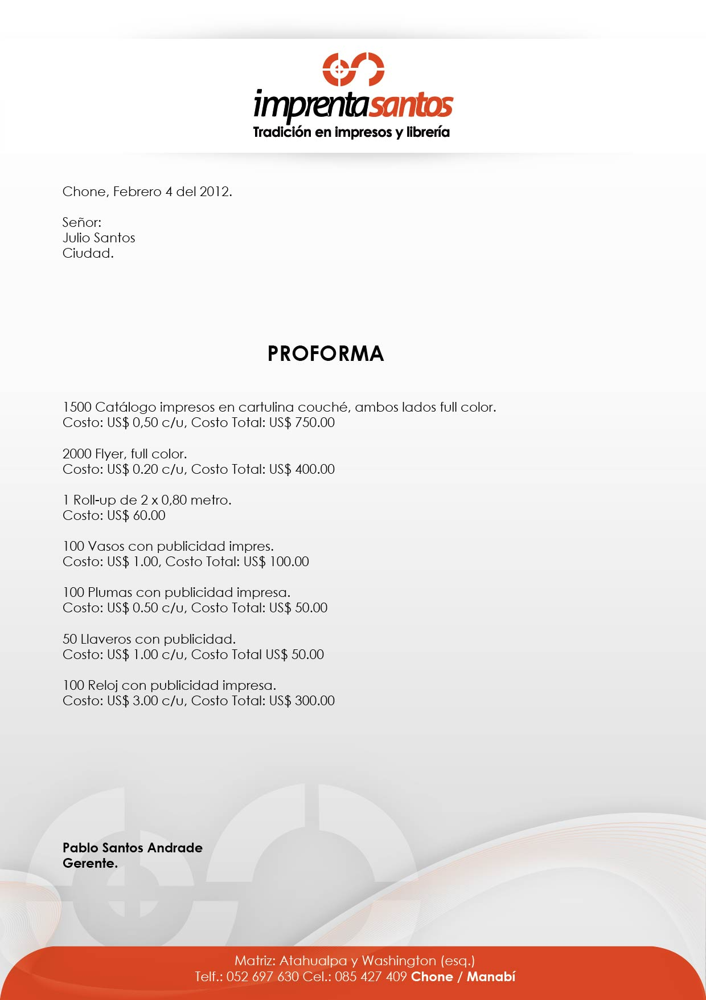 imprentasantos
Tradición en impresos y librería
Chone, Febrero 4 del 2012.
Señor:
Julio Santos
Ciudad.
PROFORMA
1500 Catálogo impresos en cartulina couché, ambos lados full color.
Costo: US$ 0,50 c/u, Costo Total: US$ 750.00
2000 Flyer, full color.
Costo: US$ 0.20 c/u, Costo Total: US$ 400.00
1 Roll-up de 2 x 0,80 metro.
Costo: US$ 60.00
100 Vasos con publicidad impres.
Costo: US$ 1.00, Costo Total: US$ 100.00
100 Plumas con publicidad impresa.
Costo: US$ 0.50 c/u, Costo Total: US$ 50.00
50 Llaveros con publicidad.
Costo: US$ 1.00 c/u, Costo Total US$ 50.00
100 Reloj con publicidad impresa.
Costo: US$ 3.00 c/u, Costo Total: US$ 300.00
Pablo Santos Andrade
Gerente.
Matriz: Atahualpa y Washington (esq.)
Telf.: 052 697 630 Cel.: 085 427 409 Chone / Manabí